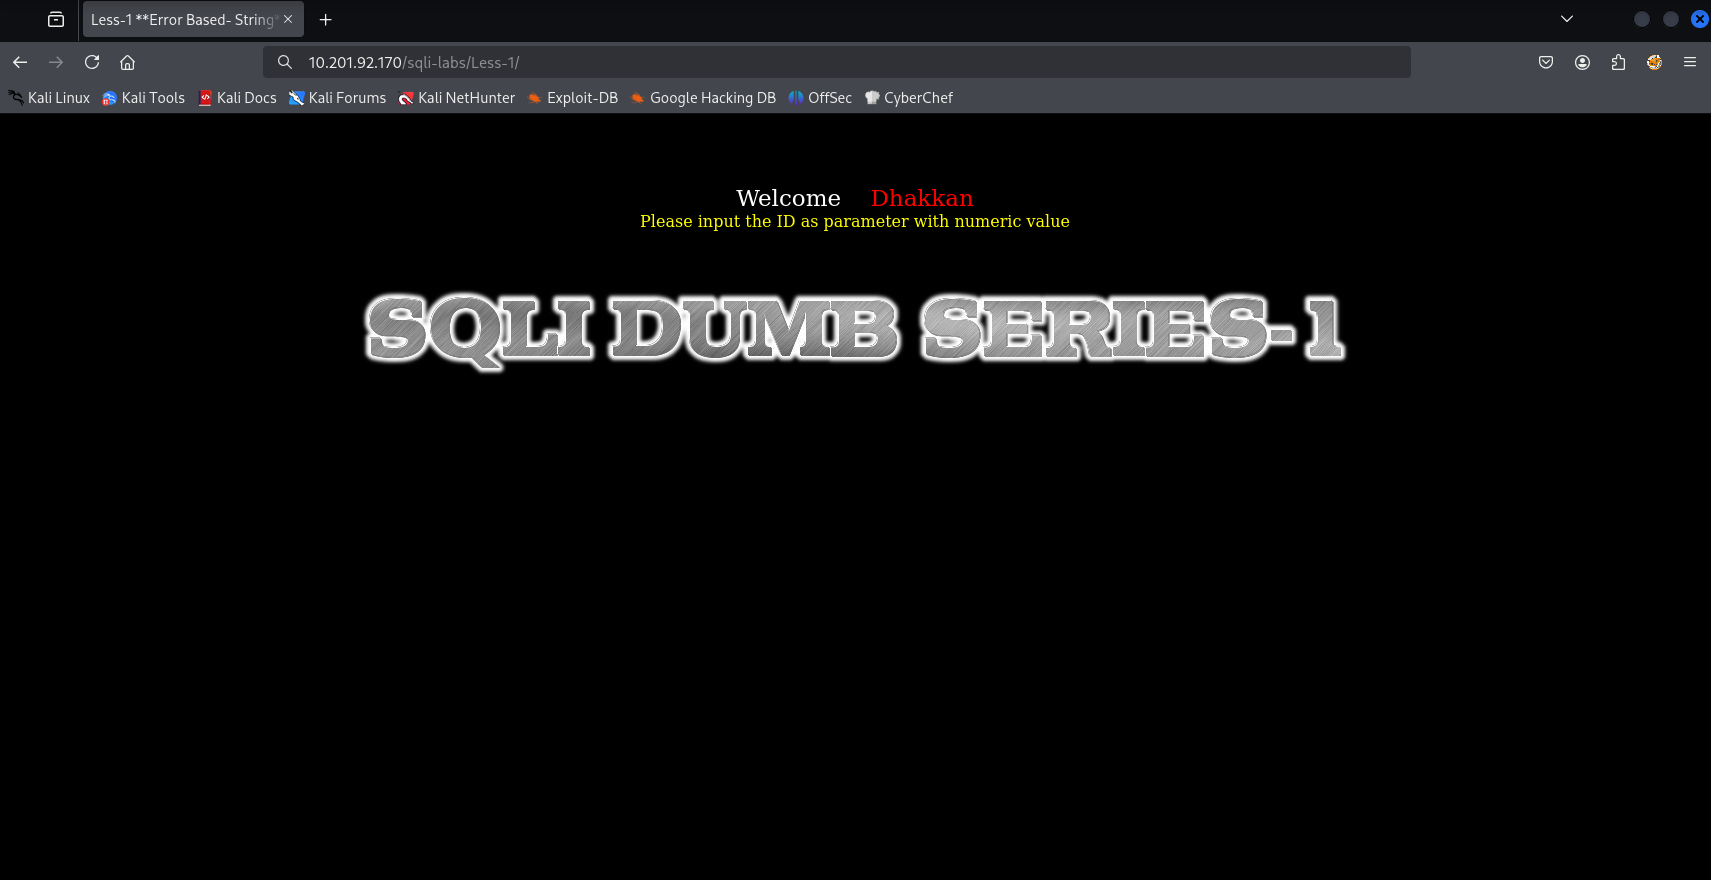 Less-1 **Error Based- String*
10.201.92.170/sqli-labs/Less-1/
Kali Linux Kali Tools Kali Docs Kali Forums Kali NetHunter Exploit-DB Google Hacking DB OffSec CyberChef
Welcome Dhakkan
Please input the ID as parameter with numeric value
SQLI DUMB SERIES-1